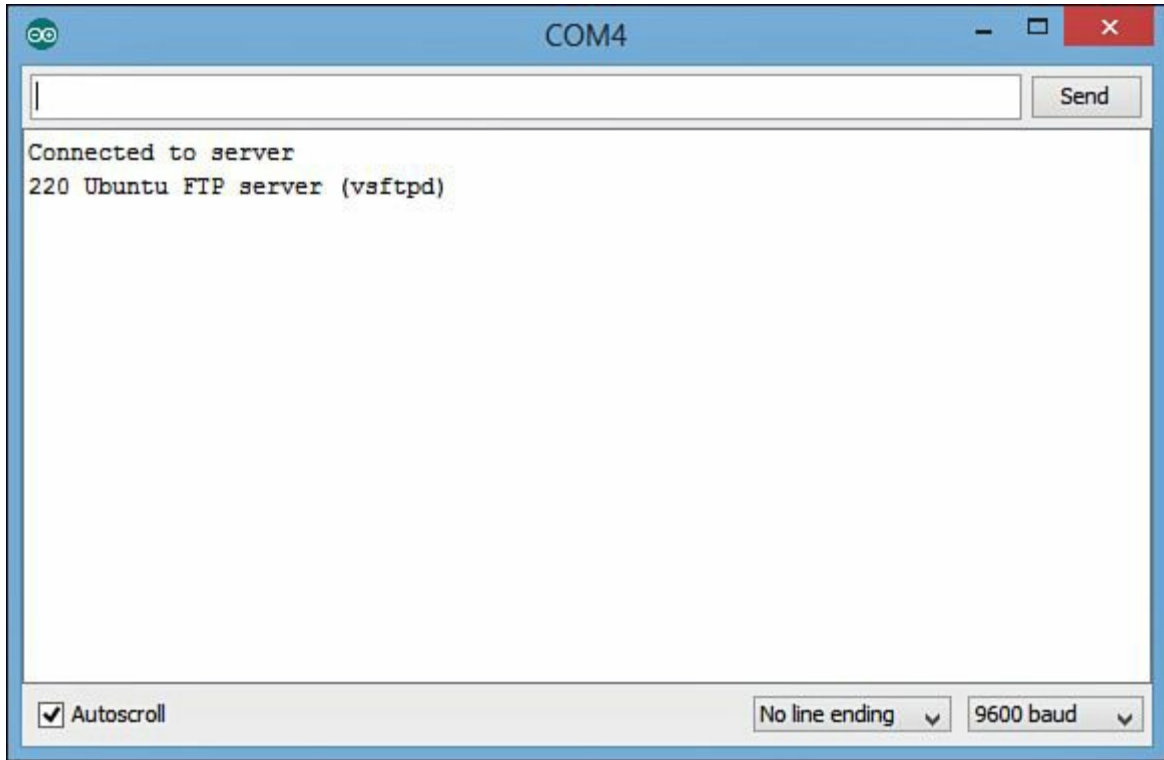 COM4
Send
Connected to server
220 Ubuntu FTP server (vsftpd)
Autoscroll
No line ending
9600 baud